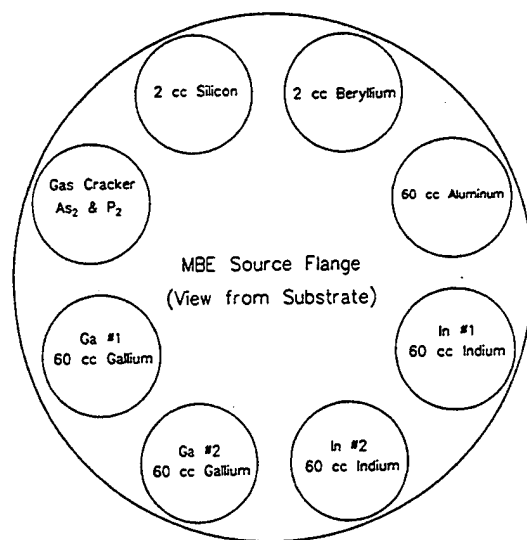 2 cc Silicon
2 cc Beryllium
Gas Cracker
As₂ & P₂
60 cc Aluminum
MBE Source Flange
(View from Substrate)
Ga #1
60 cc Gallium
In #1
60 cc Indium
Ga #2
60 cc Gallium
In #2
60 cc Indium